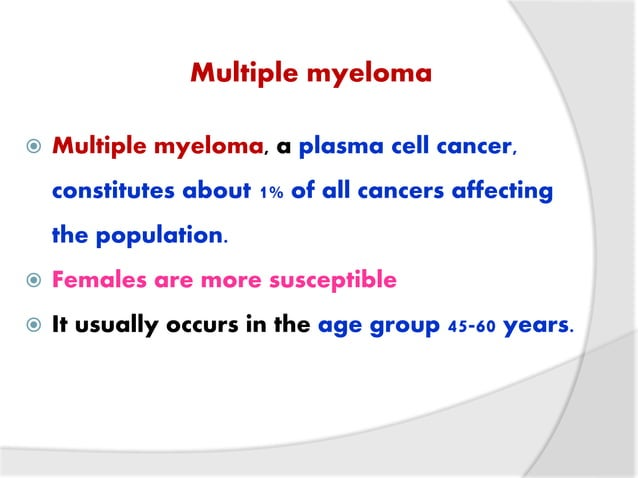 Multiple myeloma
Multiple myeloma, a plasma cell cancer,
constitutes about 1% of all cancers affecting
the population.
Females are more susceptible
It usually occurs in the age group 45-60 years.